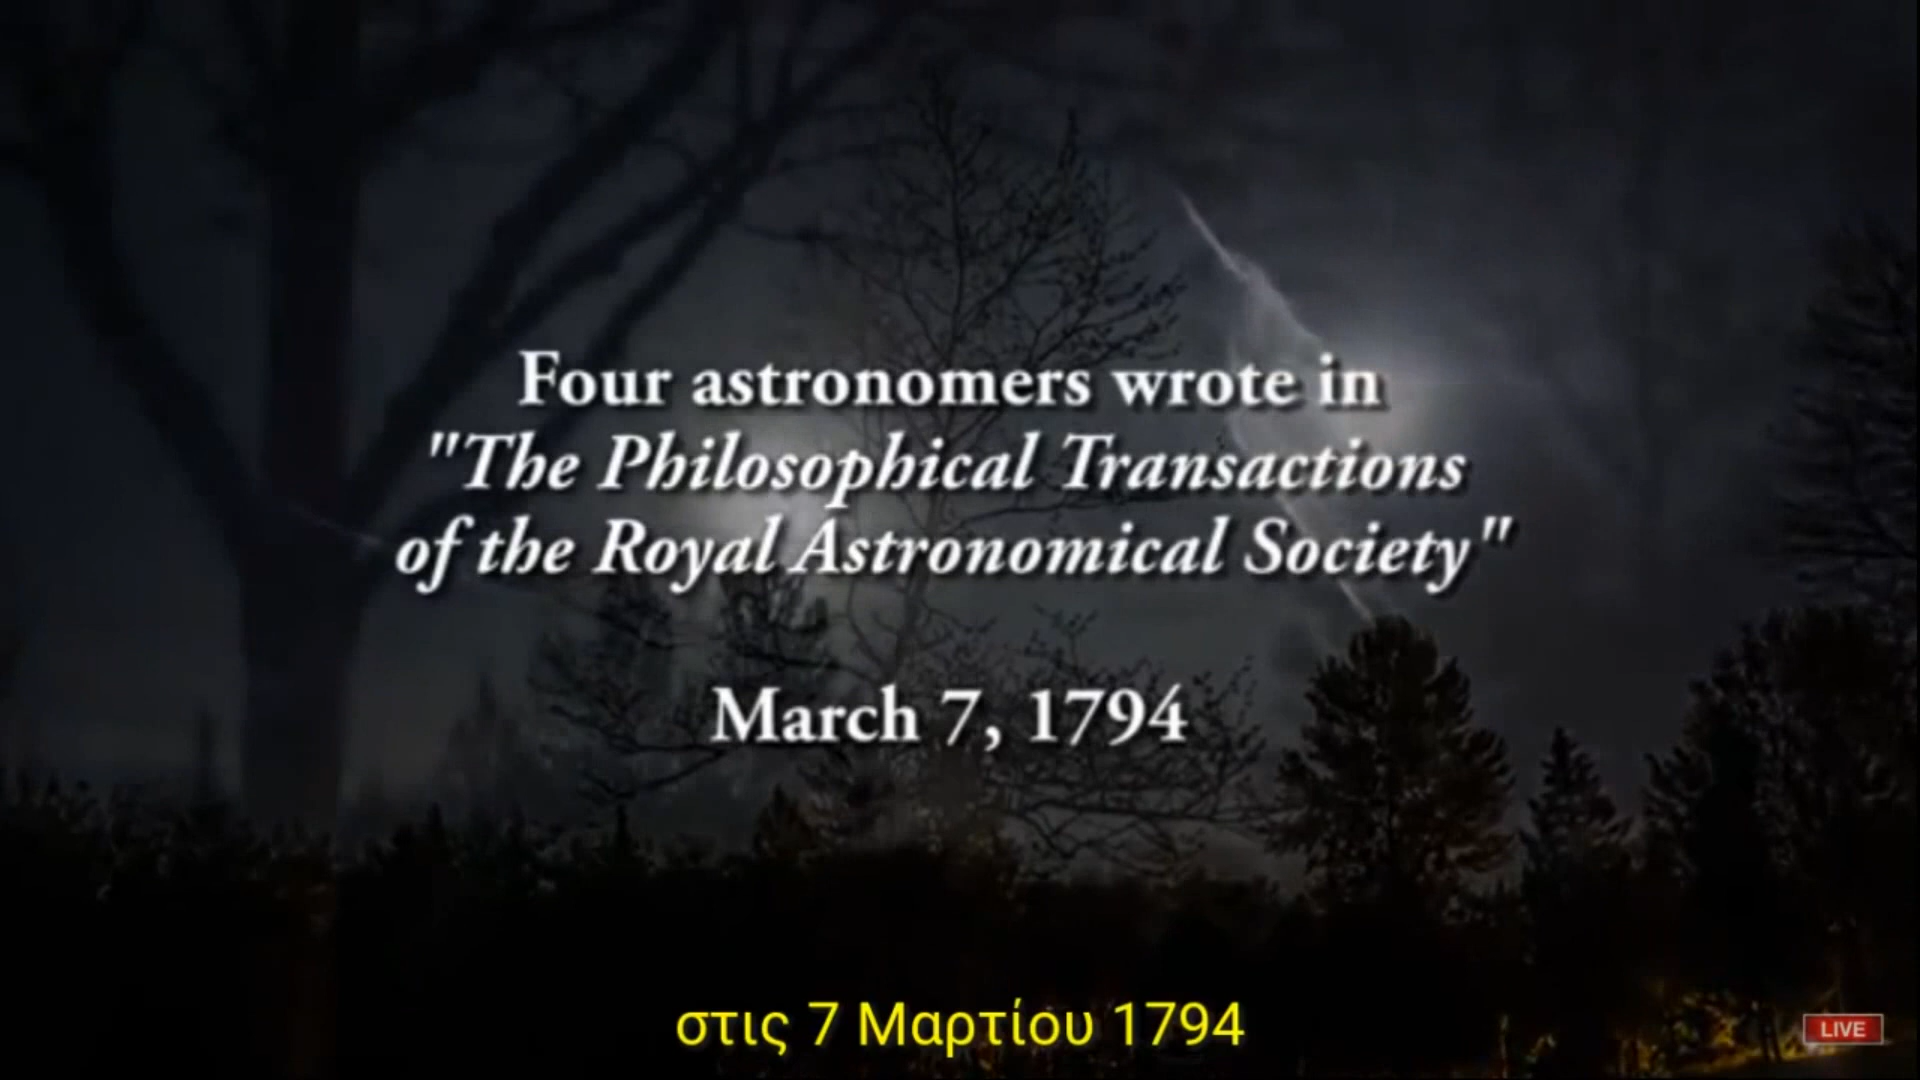 Four astronomers wrote in
"The Philosophical Transactions
of the Royal Astronomical Society"
March 7, 1794
στις 7 Μαρτίου 1794
LIVE